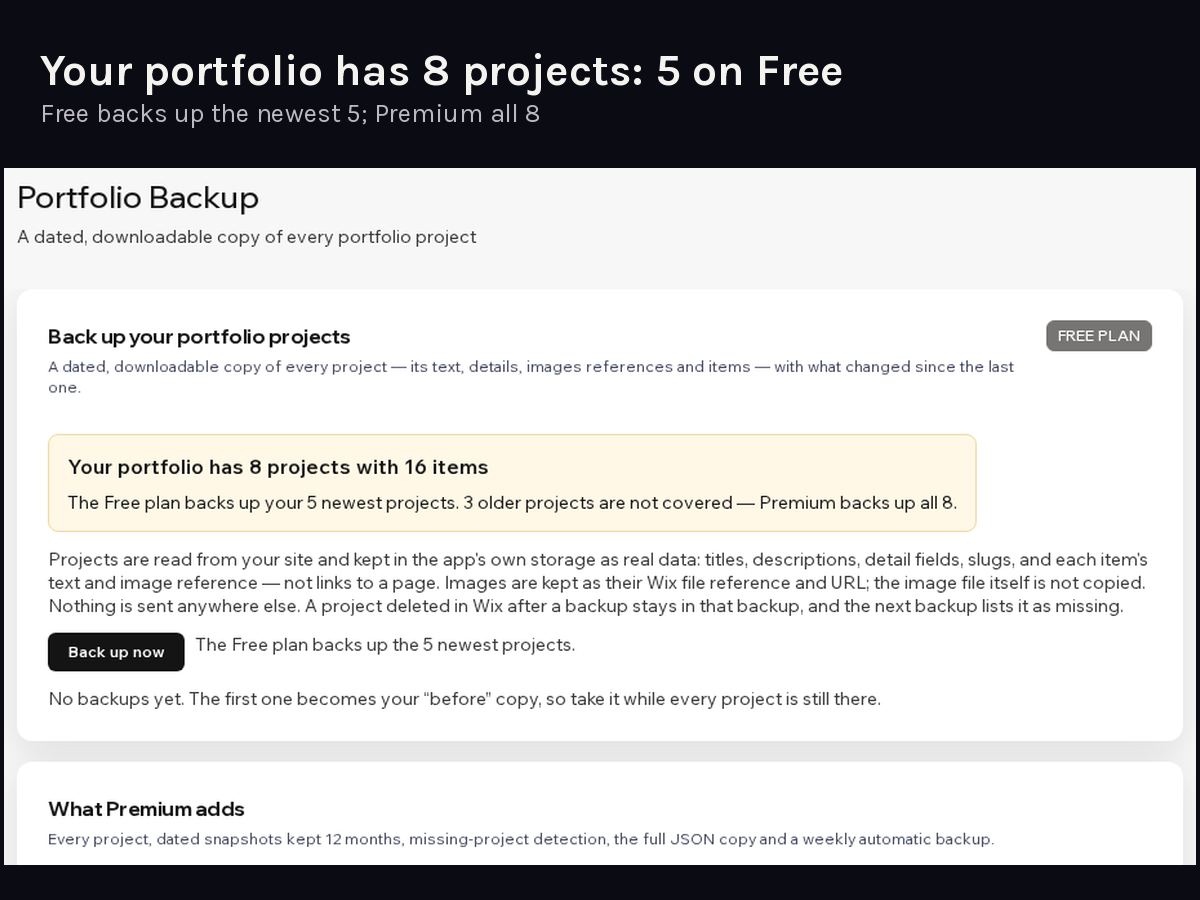 Your portfolio has 8 projects: 5 on Free
Free backs up the newest 5; Premium all 8
Portfolio Backup
A dated, downloadable copy of every portfolio project
Back up your portfolio projects
FREE PLAN
A dated, downloadable copy of every project — its text, details, images references and items — with what changed since the last
one.
Your portfolio has 8 projects with 16 items
The Free plan backs up your 5 newest projects. 3 older projects are not covered — Premium backs up all 8.
Projects are read from your site and kept in the app's own storage as real data: titles, descriptions, detail fields, slugs, and each item's
text and image reference — not links to a page. Images are kept as their Wix file reference and URL; the image file itself is not copied.
Nothing is sent anywhere else. A project deleted in Wix after a backup stays in that backup, and the next backup lists it as missing.
Back up now
The Free plan backs up the 5 newest projects.
No backups yet. The first one becomes your “before” copy, so take it while every project is still there.
What Premium adds
Every project, dated snapshots kept 12 months, missing-project detection, the full JSON copy and a weekly automatic backup.